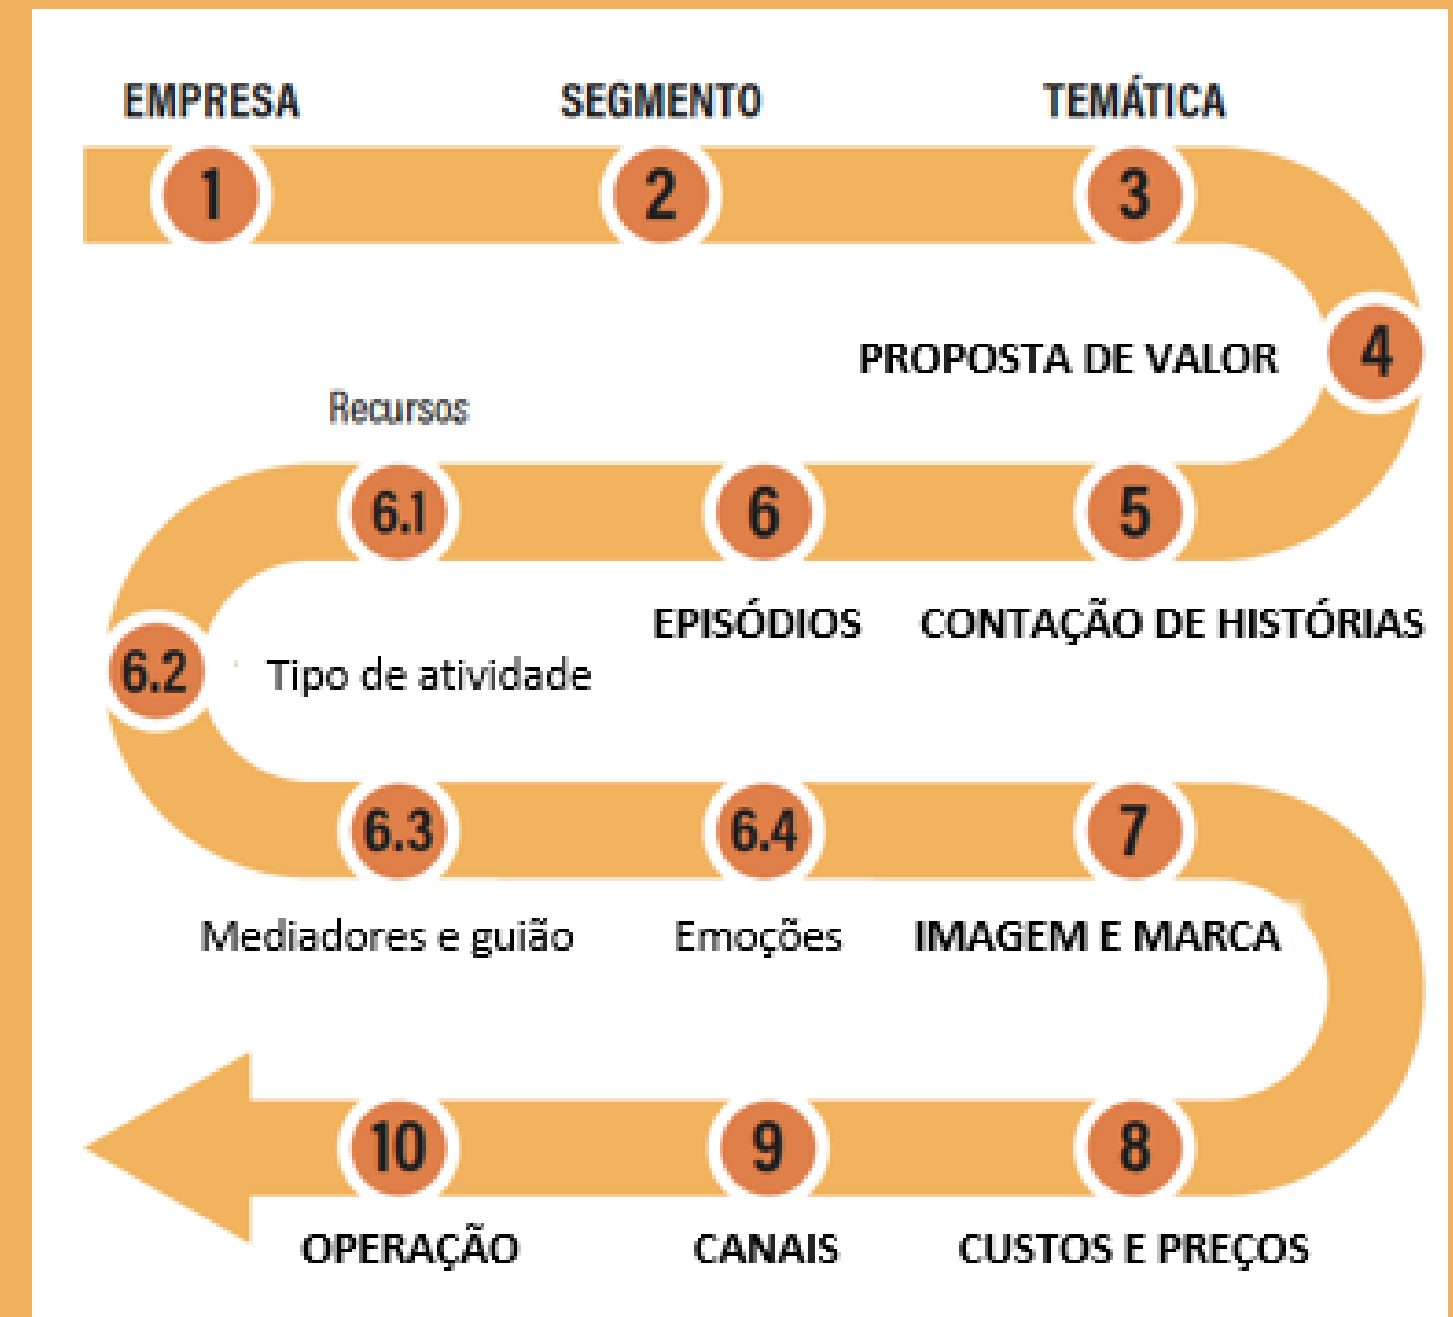 EMPRESA SEGMENTO TEMÁTICA
1 2 3
PROPOSTA DE VALOR 4
Recursos
6.1 6 5
EPISÓDIOS CONTAÇÃO DE HISTÓRIAS
6.2 Tipo de atividade
6.3 6.4 7
Mediadores e guião Emoções IMAGEM E MARCA
10 9 8
OPERAÇÃO CANAIS CUSTOS E PREÇOS